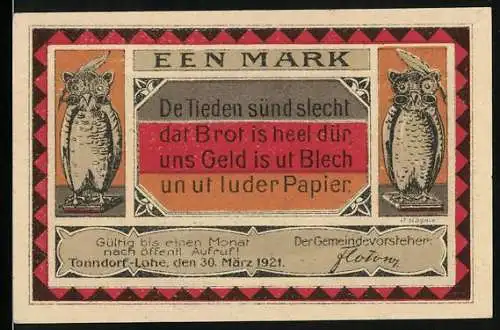 EEN MARK
De Tieden sünd slecht
dat Brot is heel dür
uns Geld is ut Blech
un ut luder Papier.
Gültig bis einen Monat
nach öffentl. Aufruf!
Tonndorf-Lohe, den 30. März 1921.
Der Gemeindevorsteher: